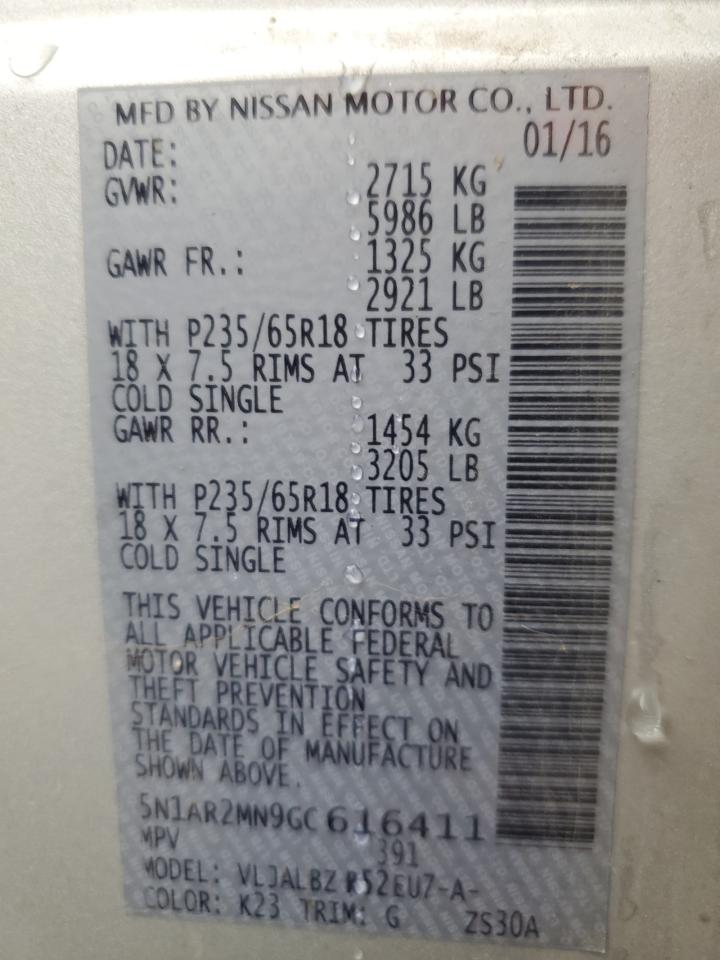 MFD BY NISSAN MOTOR CO., LTD.
DATE: 01/16
GVWR: 2715 KG
5986 LB
GAWR FR.: 1325 KG
2921 LB
WITH P235/65R18 TIRES
18 X 7.5 RIMS AT 33 PSI
COLD SINGLE
GAWR RR.: 1454 KG
3205 LB
WITH P235/65R18 TIRES
18 X 7.5 RIMS AT 33 PSI
COLD SINGLE
THIS VEHICLE CONFORMS TO
ALL APPLICABLE FEDERAL
MOTOR VEHICLE SAFETY AND
THEFT PREVENTION
STANDARDS IN EFFECT ON
THE DATE OF MANUFACTURE
SHOWN ABOVE.
5N1AR2MN9GC616411
MPV 391
MODEL: VLJALBZ R52EUZ-A-
COLOR: K23 TRIM: G ZS30A